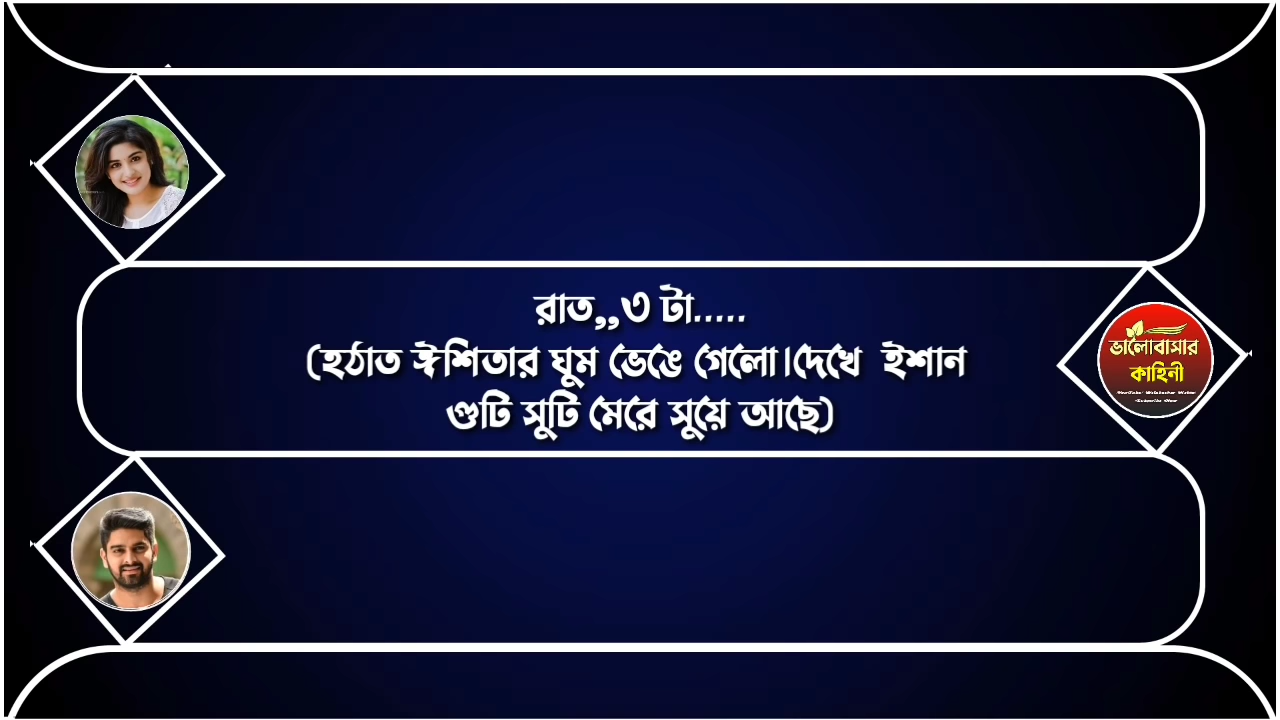 রাত,,৩ টা.....
(হেঠাত ঈশিতার ঘুম ভেঙে গেলো।দেখে ইশান
গুটি সুটি মেরে সুয়ে আছে)
ভালোবাসার
কাহিনী